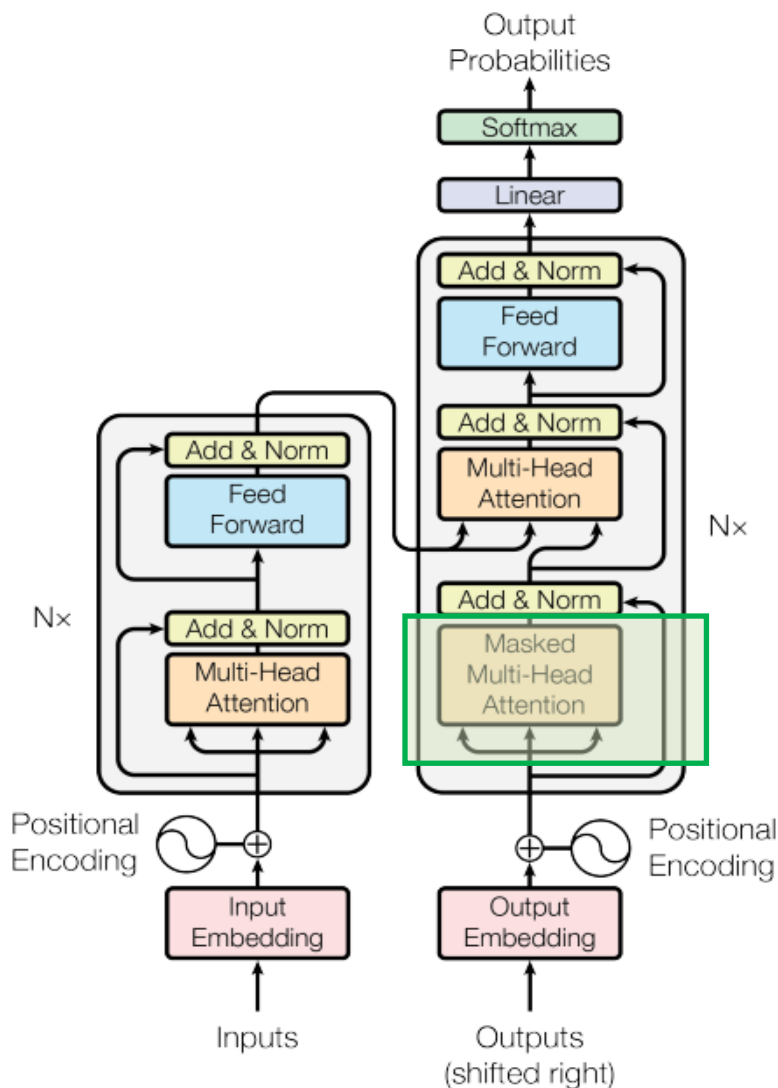 Output
Probabilities
Softmax
Linear
Add & Norm
Feed
Forward
Add & Norm
Multi-Head
Attention
Nx
Add & Norm
Masked
Multi-Head
Attention
Add & Norm
Feed
Forward
Nx
Add & Norm
Multi-Head
Attention
Positional
Encoding
Positional
Encoding
Input
Embedding
Output
Embedding
Inputs
Outputs
(shifted right)